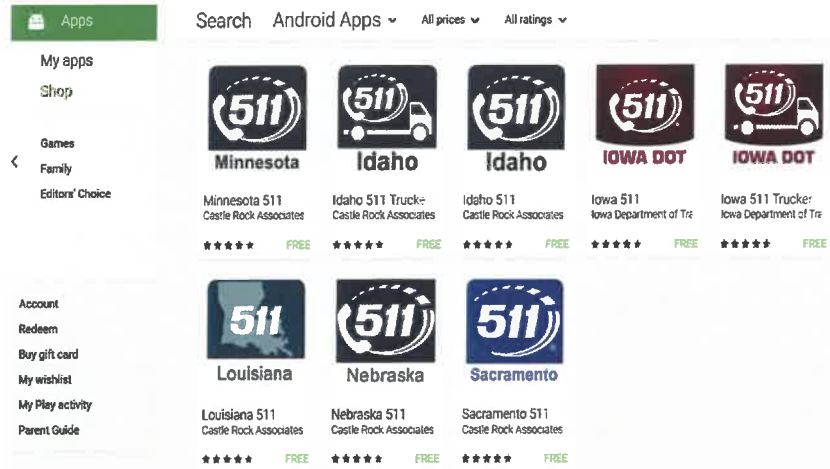 Apps
Search Android Apps All prices All ratings
My apps
Shop
Games
Family
Editors' Choice
Account
Redeem
Buy gift card
My wishlist
My Play activity
Parent Guide
511
Minnesota
Minnesota 511
Castle Rock Associates
FREE
511
Idaho
Idaho 511 Trucke
Castle Rock Associates
FREE
511
Idaho
Idaho 511
Castle Rock Associates
FREE
511
IOWA DOT
Iowa 511
Iowa Department of Tra
FREE
511
IOWA DOT
Iowa 511 Trucker
Iowa Department of Tra
FREE
511
Louisiana
Louisiana 511
Castle Rock Associates
FREE
511
Nebraska
Nebraska 511
Castle Rock Associates
FREE
511
Sacramento
Sacramento 511
Castle Rock Associates
FREE